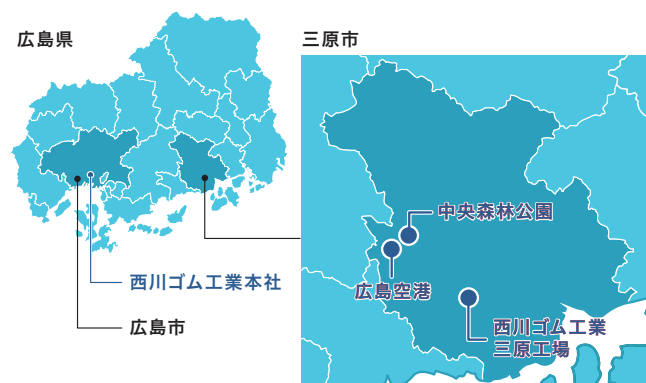 広島県
三原市
中央森林公園
広島空港
西川ゴム工業本社
広島市
西川ゴム工業
三原工場